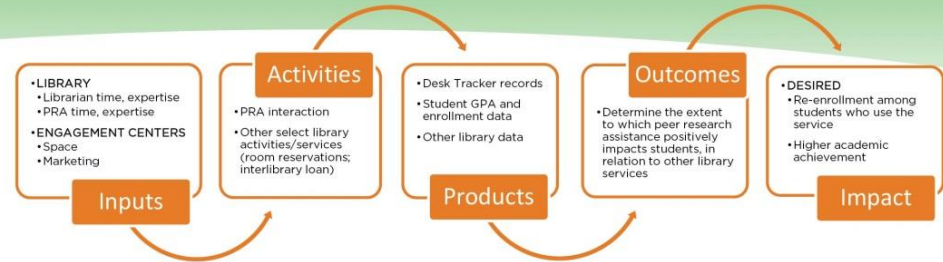 •LIBRARY
•Librarian time, expertise
•PRA time, expertise
•ENGAGEMENT CENTERS
•Space
•Marketing
Inputs
Activities
•PRA interaction
•Other select library
activities/services
(room reservations;
interlibrary loan)
•Desk Tracker records
•Student GPA and
enrollment data
•Other library data
Products
Outcomes
•Determine the extent
to which peer research
assistance positively
impacts students, in
relation to other library
services
•DESIRED
•Re-enrollment among
students who use the
service
•Higher academic
achievement
Impact